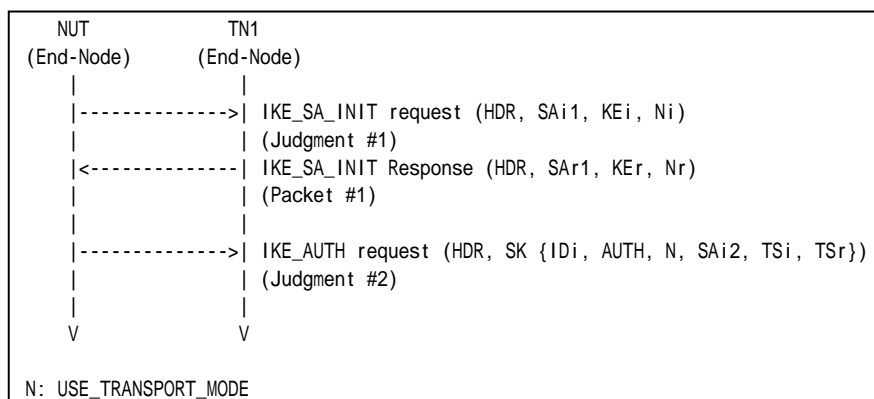 NUT TN1
(End-Node) (End-Node)
| |
|-------------->| IKE_SA_INIT request (HDR, SAi1, KEi, Ni)
| | (Judgment #1)
|<--------------| IKE_SA_INIT Response (HDR, SAr1, KEr, Nr)
| | (Packet #1)
| |
|-------------->| IKE_AUTH request (HDR, SK {IDi, AUTH, N, SAi2, TSi, TSr})
| | (Judgment #2)
| |
V V
N: USE_TRANSPORT_MODE